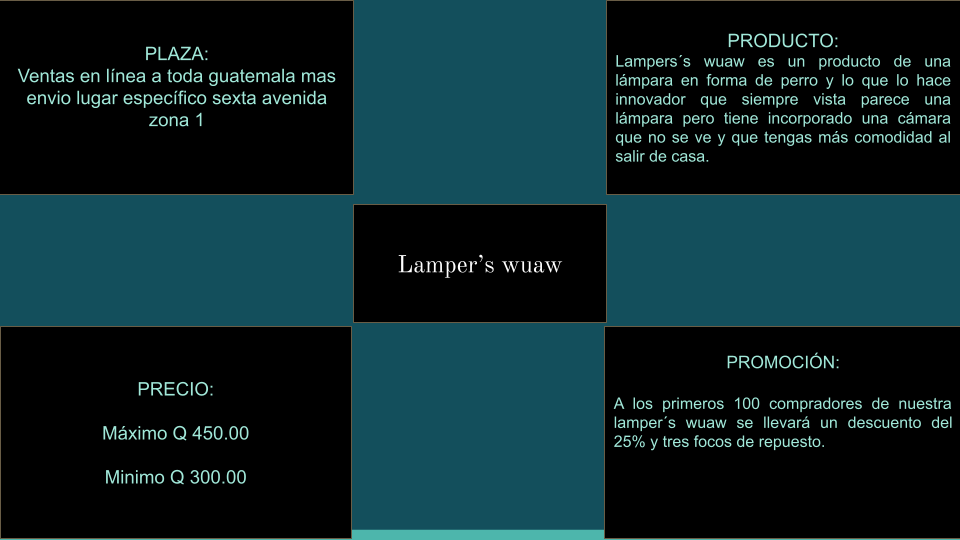 PLAZA:
Ventas en línea a toda guatemala mas
envio lugar específico sexta avenida
zona 1
PRODUCTO:
Lampers´s wuaw es un producto de una
lámpara en forma de perro y lo que lo hace
innovador que siempre vista parece una
lámpara pero tiene incorporado una cámara
que no se ve y que tengas más comodidad al
salir de casa.
Lamper’s wuaw
PRECIO:
Máximo Q 450.00
Minimo Q 300.00
PROMOCIÓN:
A los primeros 100 compradores de nuestra
lamper´s wuaw se llevará un descuento del
25% y tres focos de repuesto.